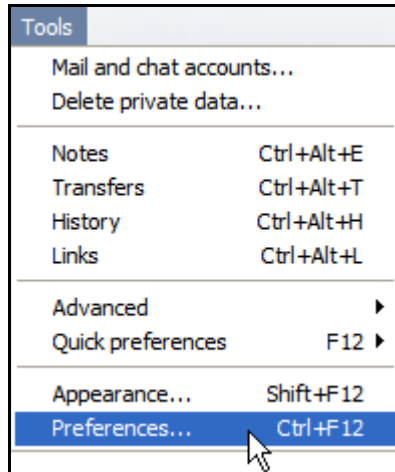 Tools
Mail and chat accounts...
Delete private data...
Notes Ctrl+Alt+E
Transfers Ctrl+Alt+T
History Ctrl+Alt+H
Links Ctrl+Alt+L
Advanced
Quick preferences F12
Appearance... Shift+F12
Preferences... Ctrl+F12